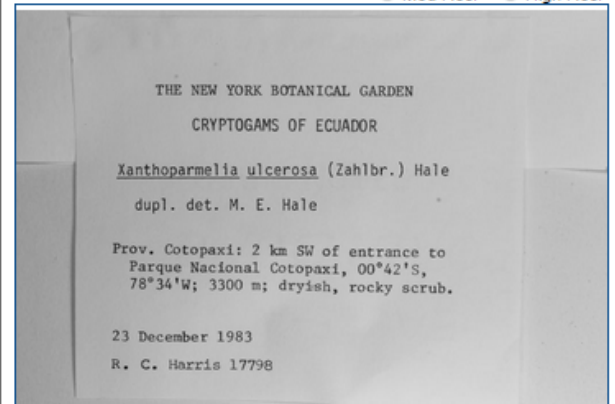 THE NEW YORK BOTANICAL GARDEN
CRYPTOGAMS OF ECUADOR
Xanthoparmelia ulcerosa (Zahlbr.) Hale
dupl. det. M. E. Hale
Prov. Cotopaxi: 2 km SW of entrance to
Parque Nacional Cotopaxi, 00°42'S,
78°34'W; 3300 m; dryish, rocky scrub.
23 December 1983
R. C. Harris 17798